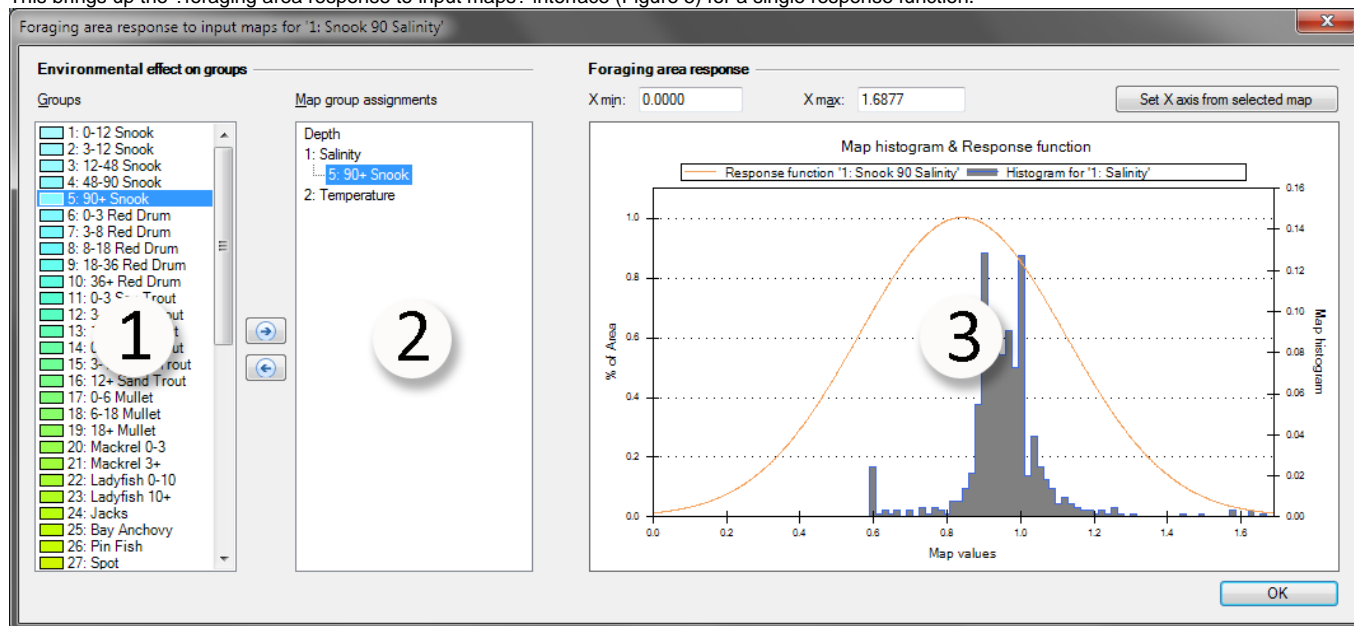 This brings up the 'Foraging area response to input maps' interface (Figure 3) for a single response function.
Foraging area response to input maps for '1: Snook 90 Salinity'
Environmental effect on groups
Groups
1: 0-12 Snook
2: 3-12 Snook
3: 12-48 Snook
4: 48-90 Snook
5: 90+ Snook
6: 0-3 Red Drum
7: 3-8 Red Drum
8: 8-18 Red Drum
9: 18-36 Red Drum
10: 36+ Red Drum
11: 0-3 Trout
12: 3-
13:
14:
15: 3- Trout
16: 12+ Sand Trout
17: 0-6 Mullet
18: 6-18 Mullet
19: 18+ Mullet
20: Mackrel 0-3
21: Mackrel 3+
22: Ladyfish 0-10
23: Ladyfish 10+
24: Jacks
25: Bay Anchovy
26: Pin Fish
27: Spot
1
Map group assignments
Depth
1: Salinity
5: 90+ Snook
2: Temperature
2
Foraging area response
X min: 0.0000 X max: 1.6877 Set X axis from selected map
Map histogram & Response function
Response function '1: Snook 90 Salinity' Histogram for '1: Salinity'
% of Area
1.0
0.8
0.6
0.4
0.2
0.0
3
0.16
0.14
0.12
0.10
0.08
0.06
0.04
0.02
0.00
Map histogram
0.0 0.2 0.4 0.6 0.8 1.0 1.2 1.4 1.6
Map values
OK